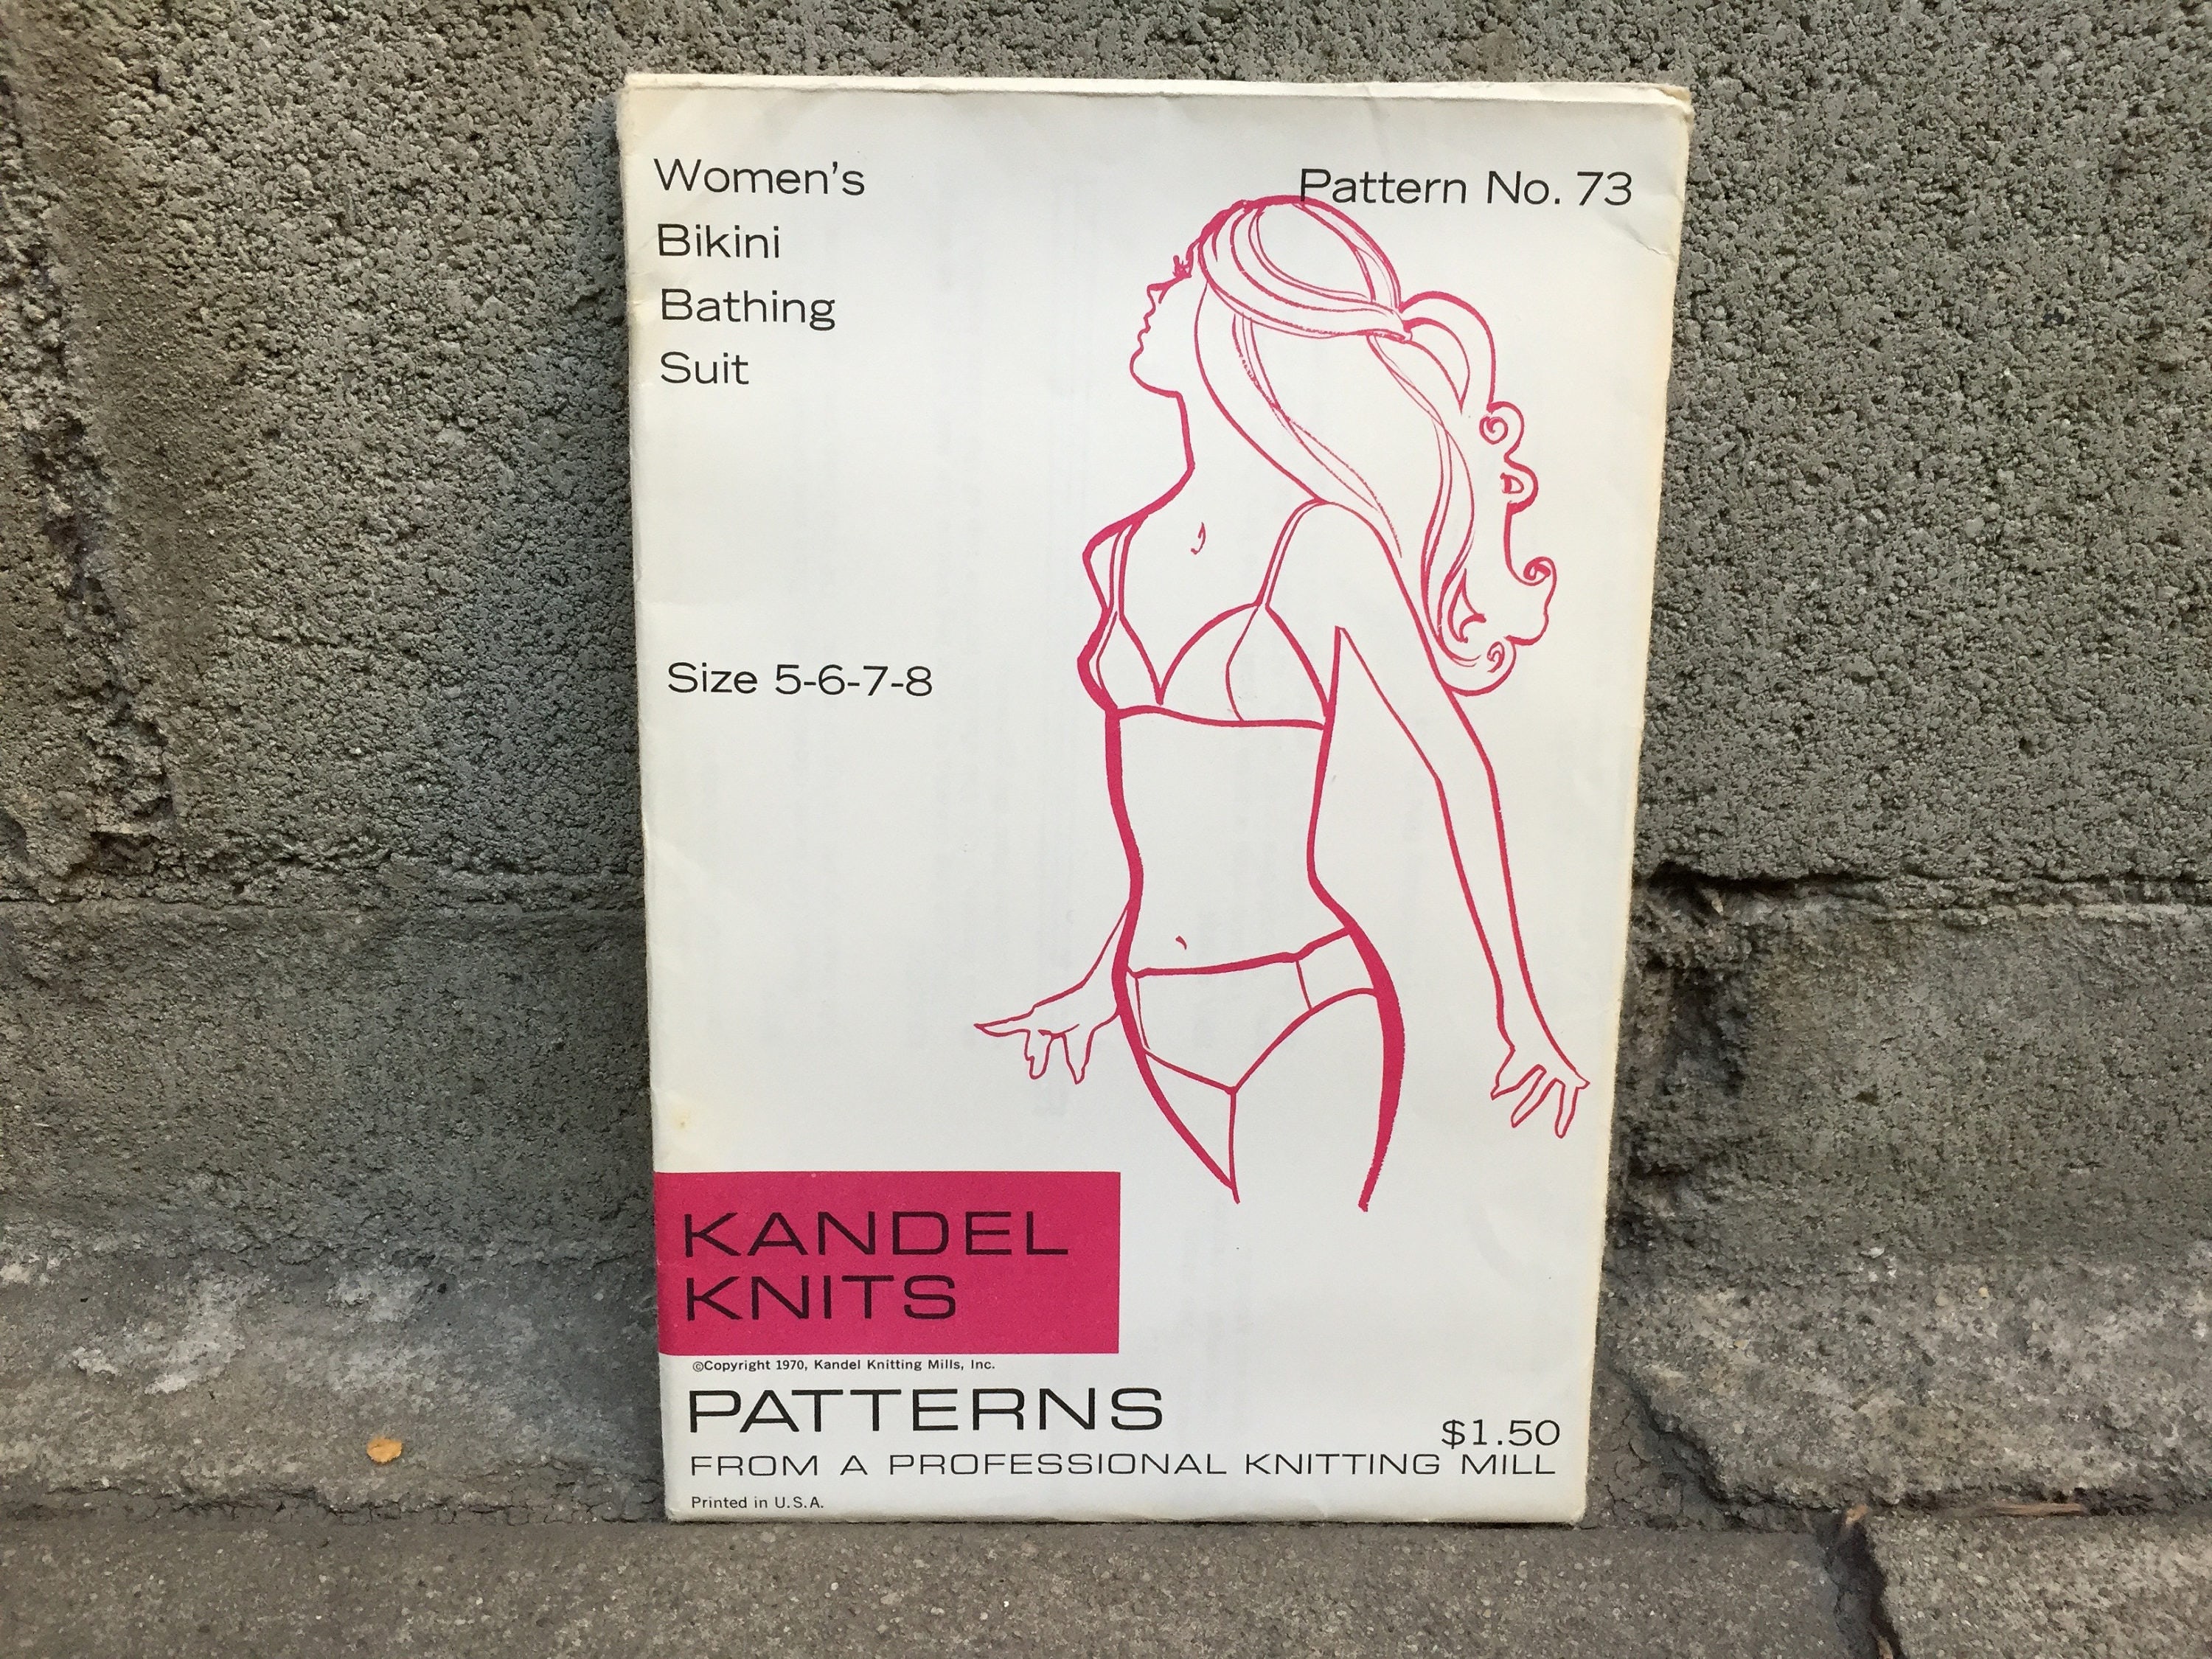 Women's
Bikini
Bathing
Suit
Pattern No. 73
Size 5-6-7-8
KANDEL
KNITS
©Copyright 1970, Kandel Knitting Mills, Inc.
PATTERNS
$1.50
FROM A PROFESSIONAL KNITTING MILL
Printed in U.S.A.